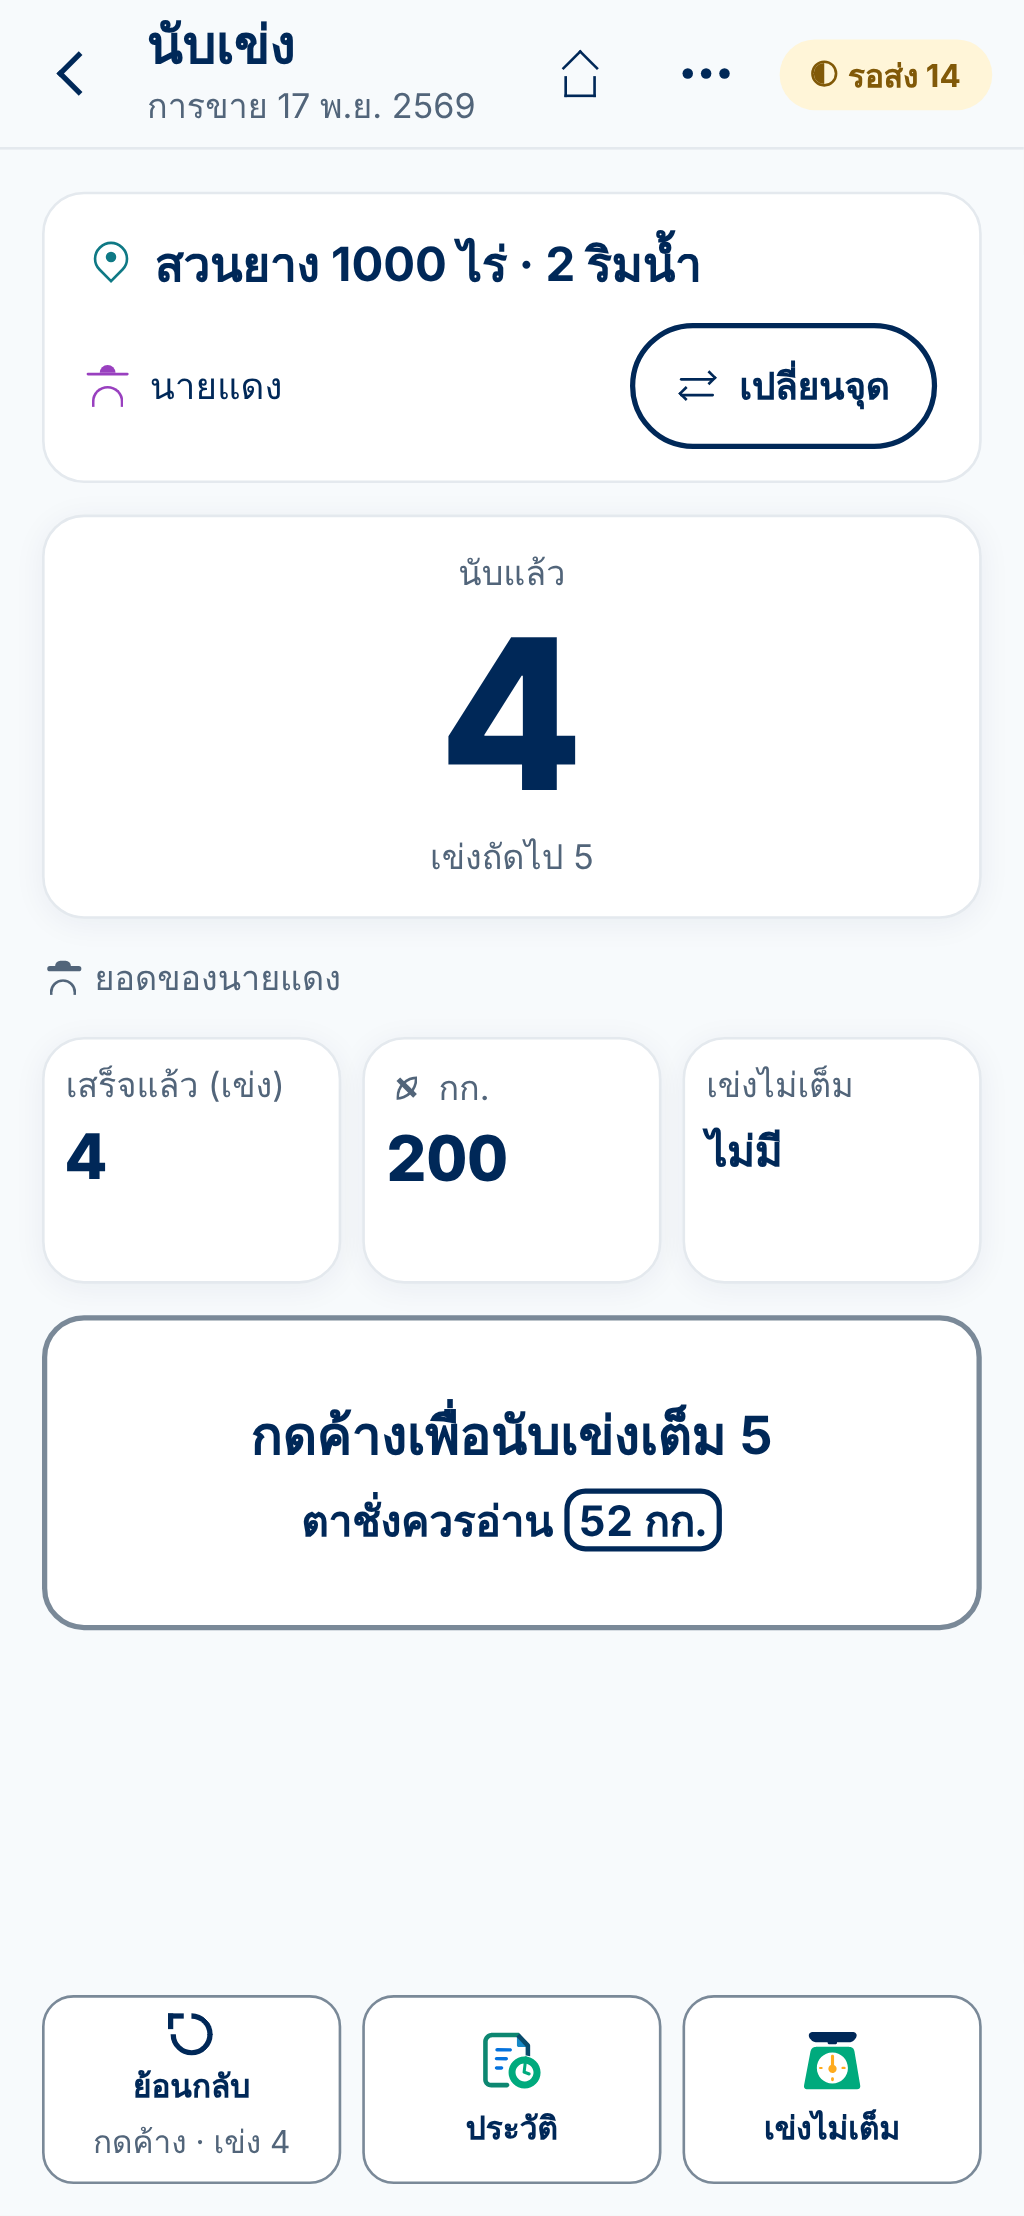 นับเข่ง
การขาย 17 พ.ย. 2569
รอส่ง 14
สวนยาง 1000 ไร่ · 2 ริมน้ำ
นายแดง
เปลี่ยนจุด
นับแล้ว
4
เข่งถัดไป 5
ยอดของนายแดง
เสร็จแล้ว (เข่ง)
4
กก.
200
เข่งไม่เต็ม
ไม่มี
กดค้างเพื่อนับเข่งเต็ม 5
ตาชั่งควรอ่าน 52 กก.
ย้อนกลับ
กดค้าง · เข่ง 4
ประวัติ
เข่งไม่เต็ม